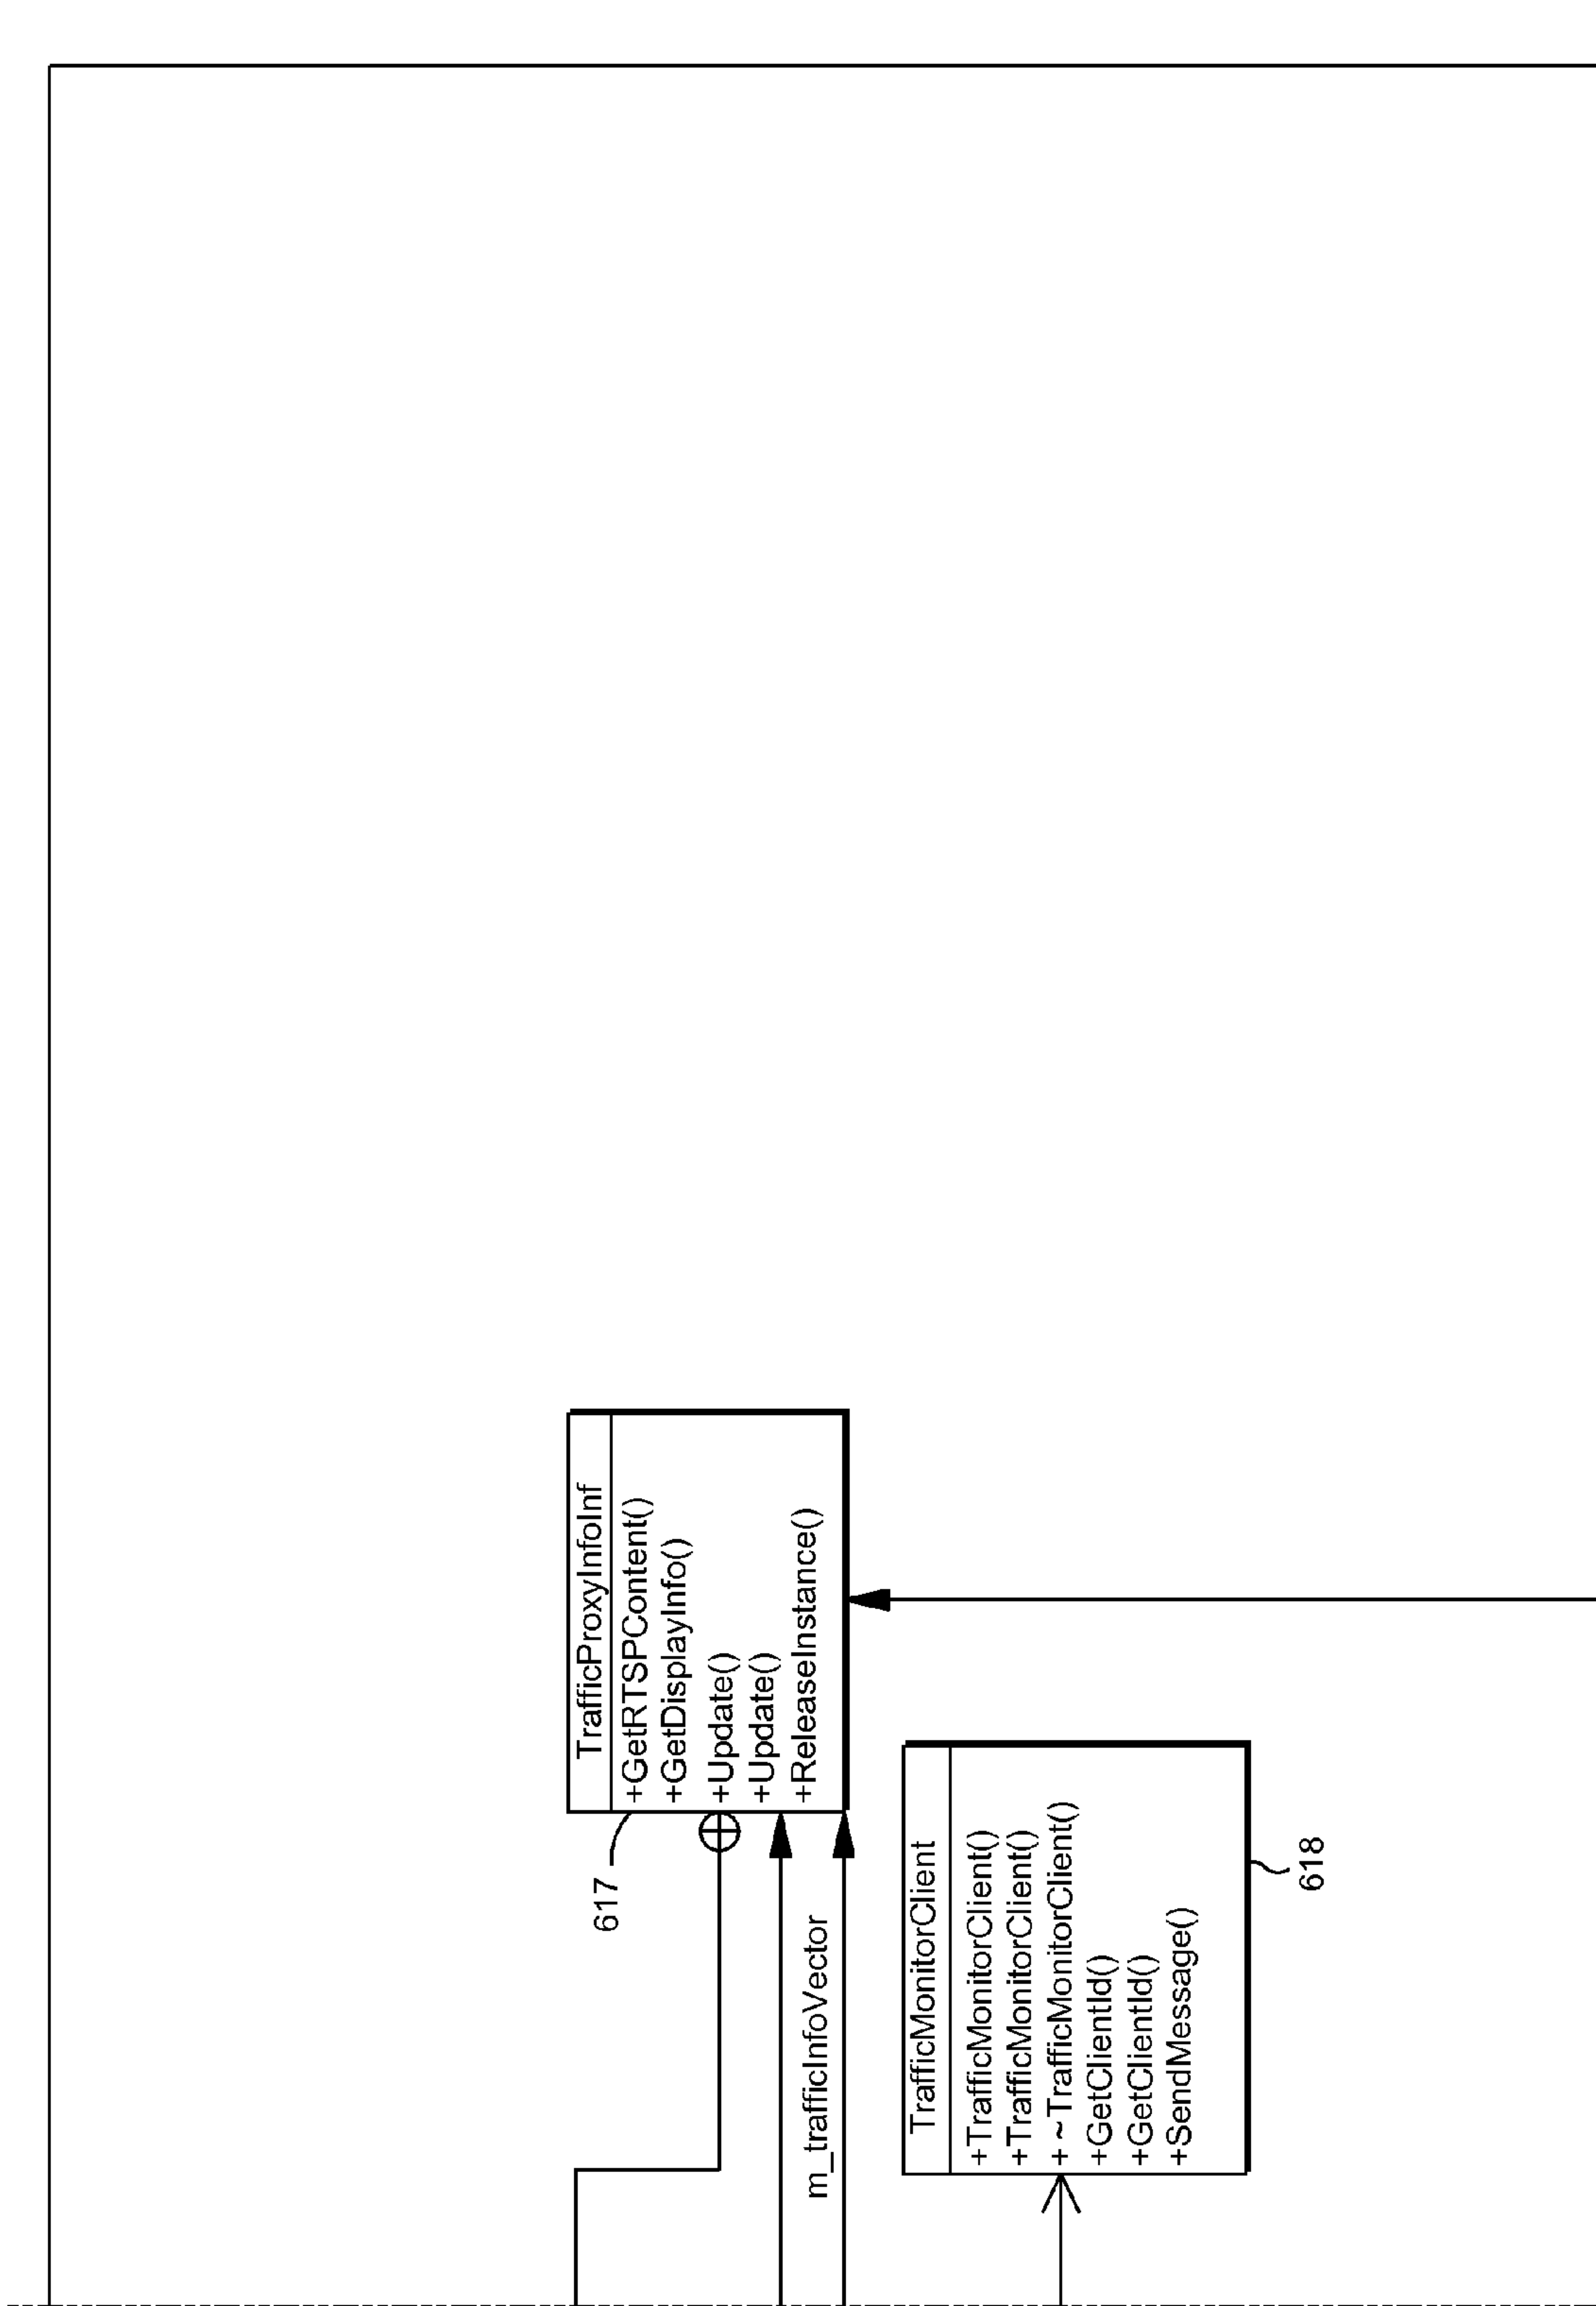 TrafficProxyInfoInf
+GetRTSPContent()
+GetDisplayInfo()
+Update()
+Update()
+ReleaseInstance()
617
m_trafficInfoVector
TrafficMonitorClient
+TrafficMonitorClient()
+TrafficMonitorClient()
+ ~TrafficMonitorClient()
+GetClientId()
+GetClientId()
+SendMessage()
618